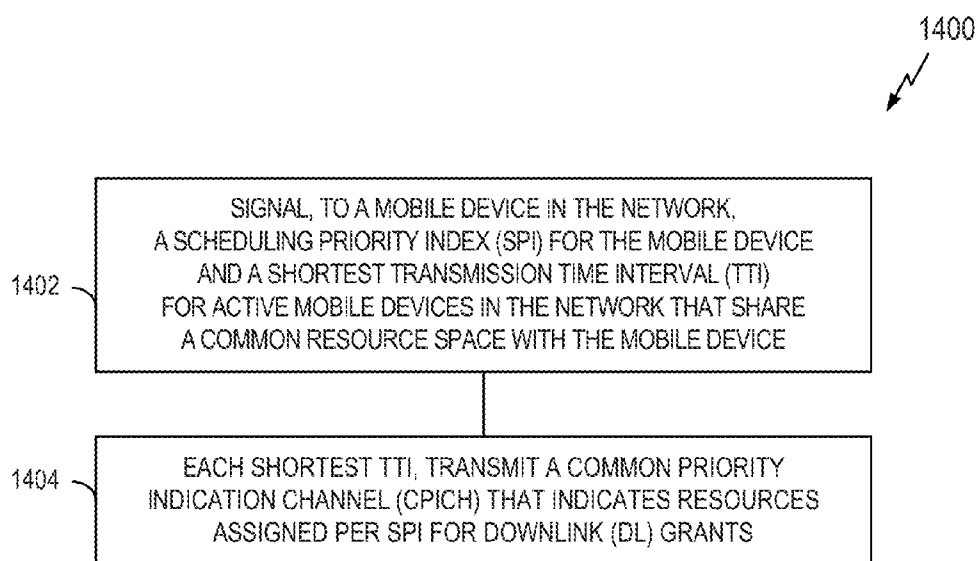 1400
SIGNAL, TO A MOBILE DEVICE IN THE NETWORK,
A SCHEDULING PRIORITY INDEX (SPI) FOR THE MOBILE DEVICE
AND A SHORTEST TRANSMISSION TIME INTERVAL (TTI)
FOR ACTIVE MOBILE DEVICES IN THE NETWORK THAT SHARE
A COMMON RESOURCE SPACE WITH THE MOBILE DEVICE
1402
EACH SHORTEST TTI, TRANSMIT A COMMON PRIORITY
INDICATION CHANNEL (CPICH) THAT INDICATES RESOURCES
ASSIGNED PER SPI FOR DOWNLINK (DL) GRANTS
1404